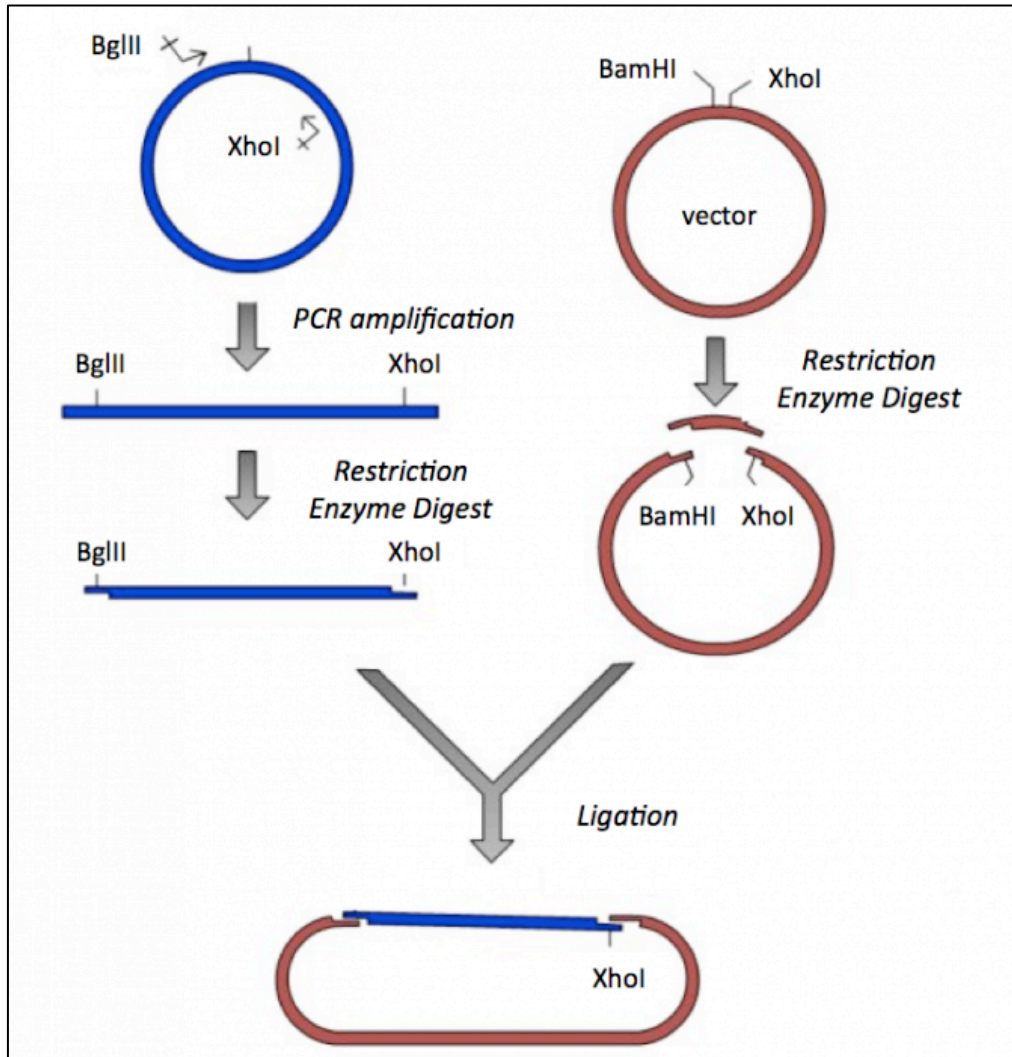 BglII
XhoI
PCR amplification
BglII
XhoI
Restriction
Enzyme Digest
BglII
XhoI
BamHI
XhoI
vector
Restriction
Enzyme Digest
BamHI
XhoI
Ligation
XhoI